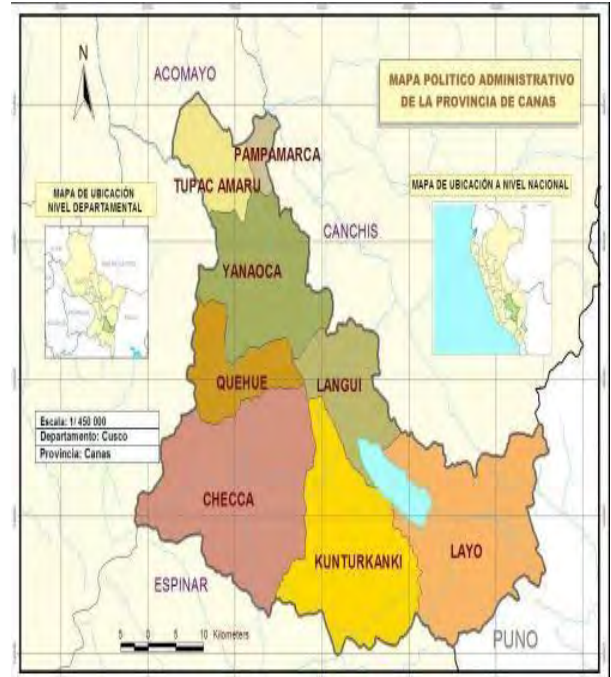 N
ACOMAYO
MAPA POLITICO ADMINISTRATIVO
DE LA PROVINCIA DE CANAS
PAMPAMARCA
TUPAC AMARU
MAPA DE UBICACIÓN
NIVEL DEPARTAMENTAL
MAPA DE UBICACIÓN A NIVEL NACIONAL
CANCHIS
YANAOCA
QUEHUE
LANGUI
Escala: 1/ 450 000
Departamento: Cusco
Provincia: Canas
CHECCA
KUNTURKANKI
LAYO
ESPINAR
PUNO
5 0 5 10 Kilometers